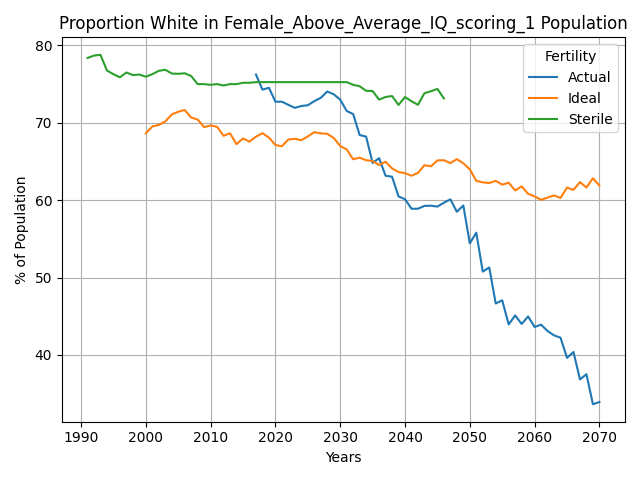 Proportion White in Female_Above_Average_IQ_scoring_1 Population
80
70
60
50
40
% of Population
Fertility
Actual
Ideal
Sterile
1990 2000 2010 2020 2030 2040 2050 2060 2070
Years